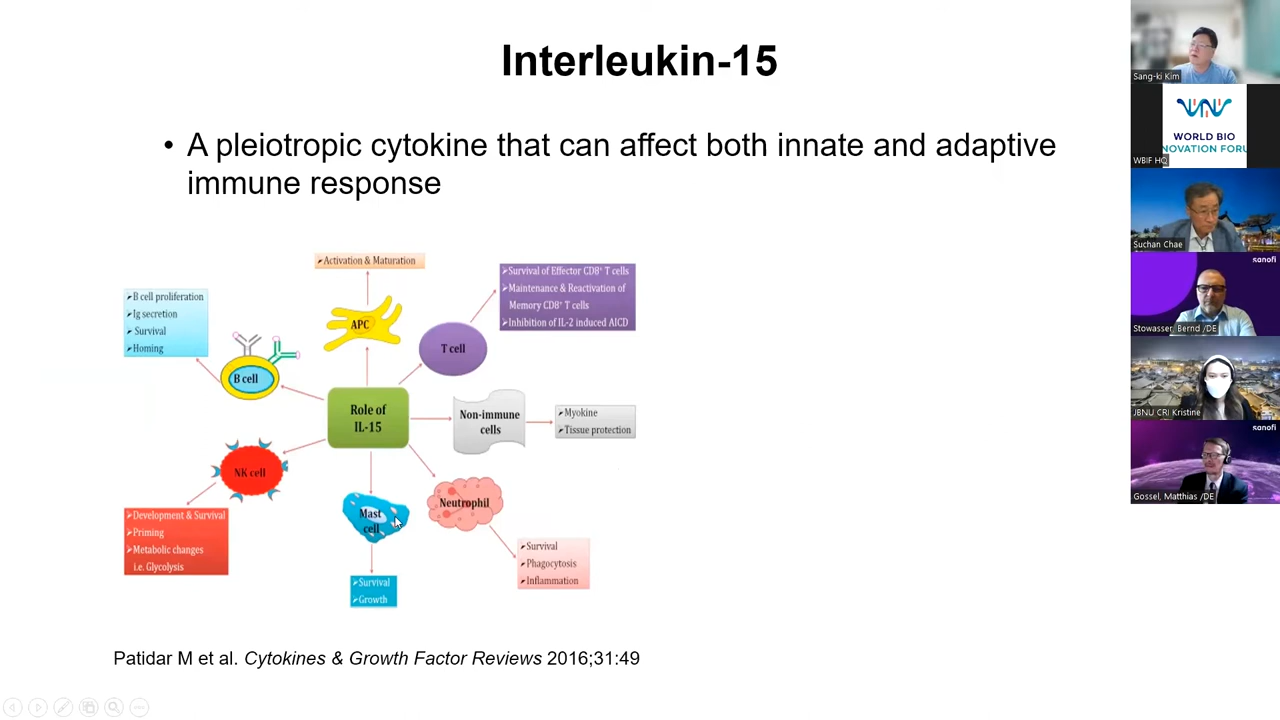 Interleukin-15
• A pleiotropic cytokine that can affect both innate and adaptive
immune response
➢Activation & Maturation
APC
➢Survival of Effector CD8⁺ T cells
➢Maintenance & Reactivation of
Memory CD8⁺ T cells
➢Inhibition of IL-2 induced AICD
T cell
➢B cell proliferation
➢Ig secretion
➢Survival
➢Homing
B cell
Role of
IL-15
Non-immune
cells
➢Myokine
➢Tissue protection
NK cell
➢Development & Survival
➢Priming
➢Metabolic changes
i.e. Glycolysis
Mast
cell
➢Survival
➢Growth
Neutrophil
➢Survival
➢Phagocytosis
➢Inflammation
Patidar M et al. Cytokines & Growth Factor Reviews 2016;31:49
Sang-ki Kim
WORLD BIO
NOVATION FORU
WBIF HQ
Suchan Chae
sanofi
Stowasser, Bernd /DE
JBNU CRI Kristine
sanofi
Gossel, Matthias /DE